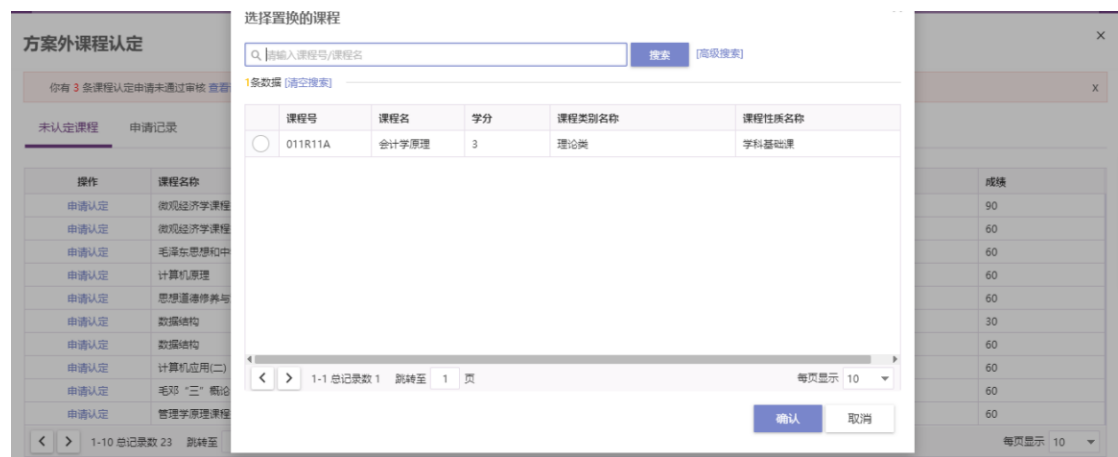 选择置换的课程
方案外课程认定
请输入课程号/课程名 搜索 [高级搜索]
你有 3 条课程认定申请未通过审核 查看
1条数据 [清空搜索]
X
未认定课程 申请记录
课程号 课程名 学分 课程类别名称 课程性质名称
011R11A 会计学原理 3 理论类 学科基础课
操作 课程名称 成绩
申请认定 微观经济学课程 90
申请认定 微观经济学课程 60
申请认定 毛泽东思想和中 60
申请认定 计算机原理 60
申请认定 思想道德修养与 60
申请认定 数据结构 30
申请认定 数据结构 60
申请认定 计算机应用(二) 60
申请认定 毛邓“三”概论 60
申请认定 管理学原理课程 60
1-1 总记录数 1 跳转至 1 页 每页显示 10
确认 取消
1-10 总记录数 23 跳转至 每页显示 10